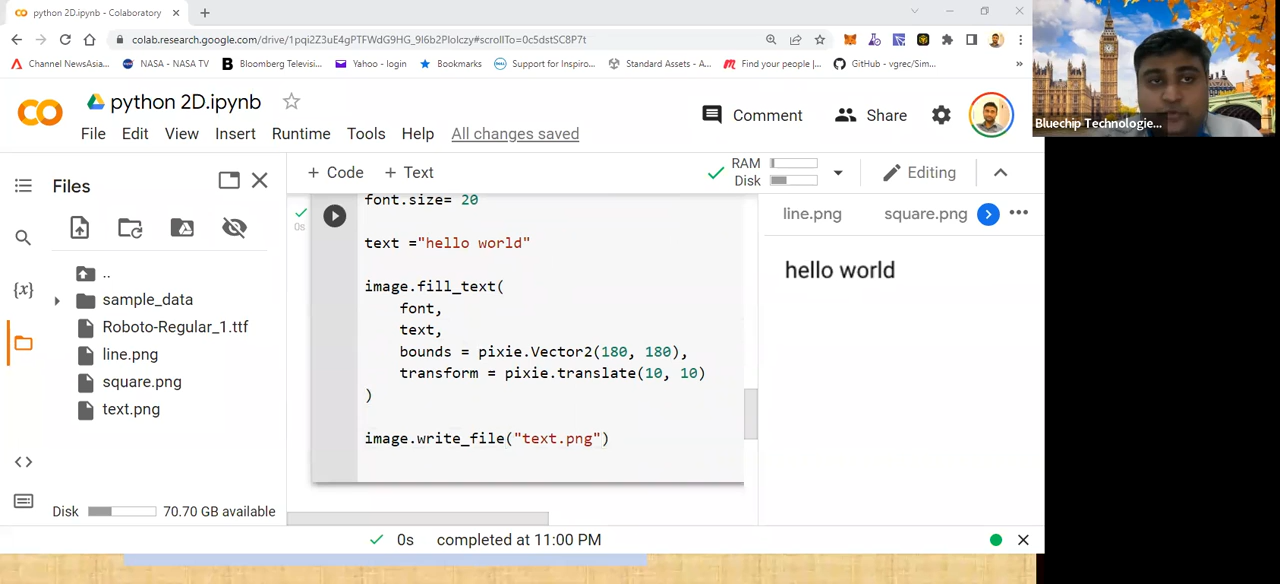 python 2D.ipynb - Colaboratory
colab.research.google.com/drive/1pqi2Z3uE4gPTFWdG9HG_9l6b2Plolczy#scrollTo=0c5dstSC8P7t
Channel NewsAsia... NASA - NASA TV Bloomberg Televisi... Yahoo - login Bookmarks Support for Inspiro... Standard Assets - A... Find your people |... GitHub - vgrec/Sim... »
Bluechip Technologie...
CO python 2D.ipynb
File Edit View Insert Runtime Tools Help All changes saved
Comment Share
Files
+ Code + Text
RAM
Disk
Editing
line.png square.png
{x}
..
sample_data
Roboto-Regular_1.ttf
line.png
square.png
text.png
Disk 70.70 GB available
0s
font.size= 20
text ="hello world"
image.fill_text(
font,
text,
bounds = pixie.Vector2(180, 180),
transform = pixie.translate(10, 10)
)
image.write_file("text.png")
hello world
0s completed at 11:00 PM